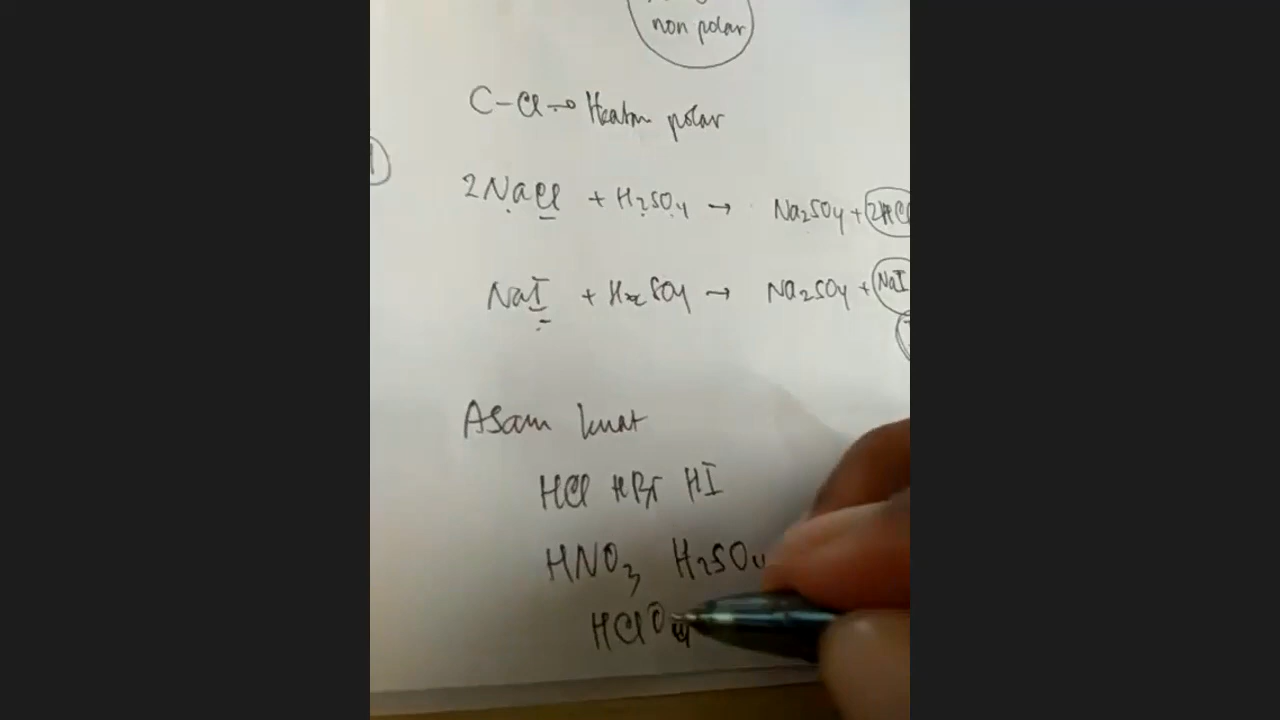 non polar
C-Cl → Ikatan polar
2NaCl + H2SO4 → Na2SO4 + 2HCl
NaI + H2SO4 → Na2SO4 + NaI
Asam kuat
HCl HBr HI
HNO3 H2SO4
HClO4